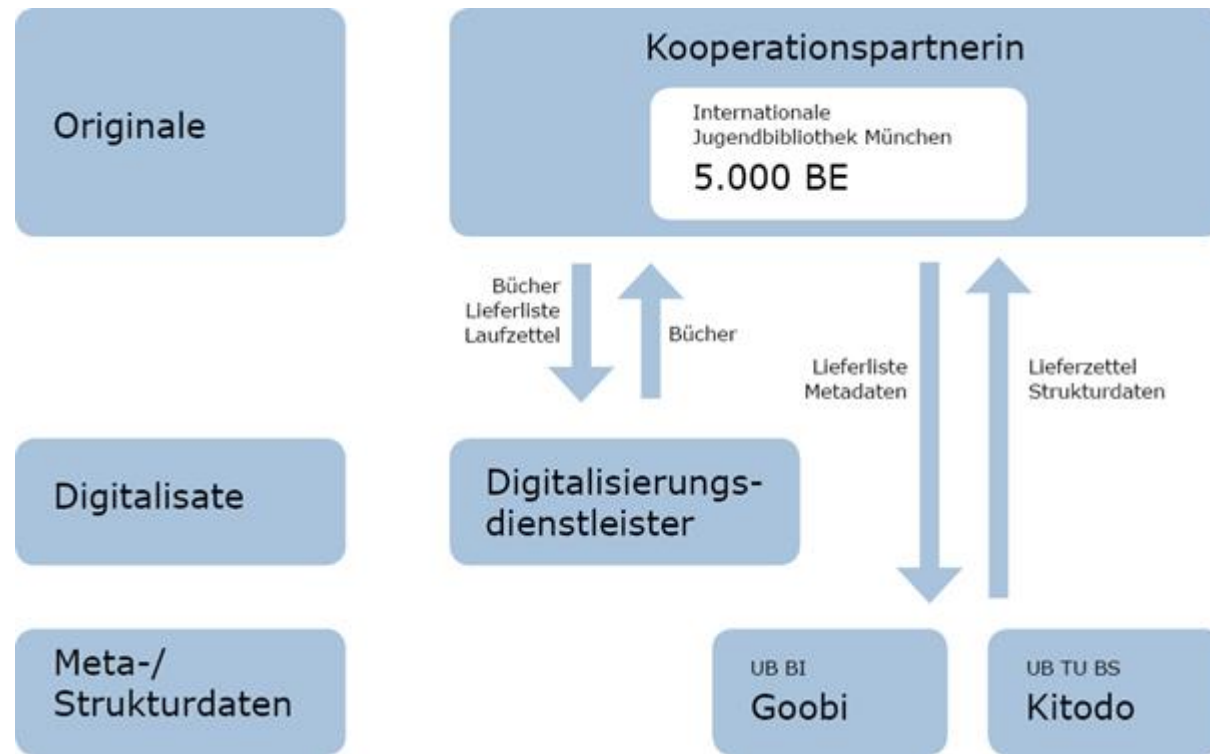 Originale
Kooperationspartnerin
Internationale
Jugendbibliothek München
5.000 BE
Bücher
Lieferliste
Laufzettel
Bücher
Lieferliste
Metadaten
Lieferzettel
Strukturdaten
Digitalisate
Digitalisierungs-
dienstleister
Meta-/
Strukturdaten
UB BI
Goobi
UB TU BS
Kitodo